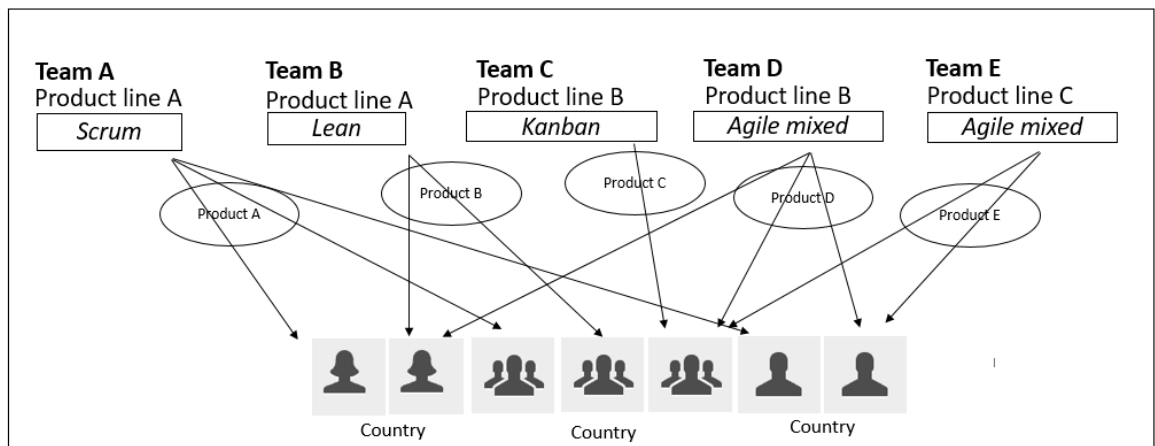 Team A
Product line A
Scrum
Team B
Product line A
Lean
Team C
Product line B
Kanban
Team D
Product line B
Agile mixed
Team E
Product line C
Agile mixed
Product A
Product B
Product C
Product D
Product E
Country
Country
Country